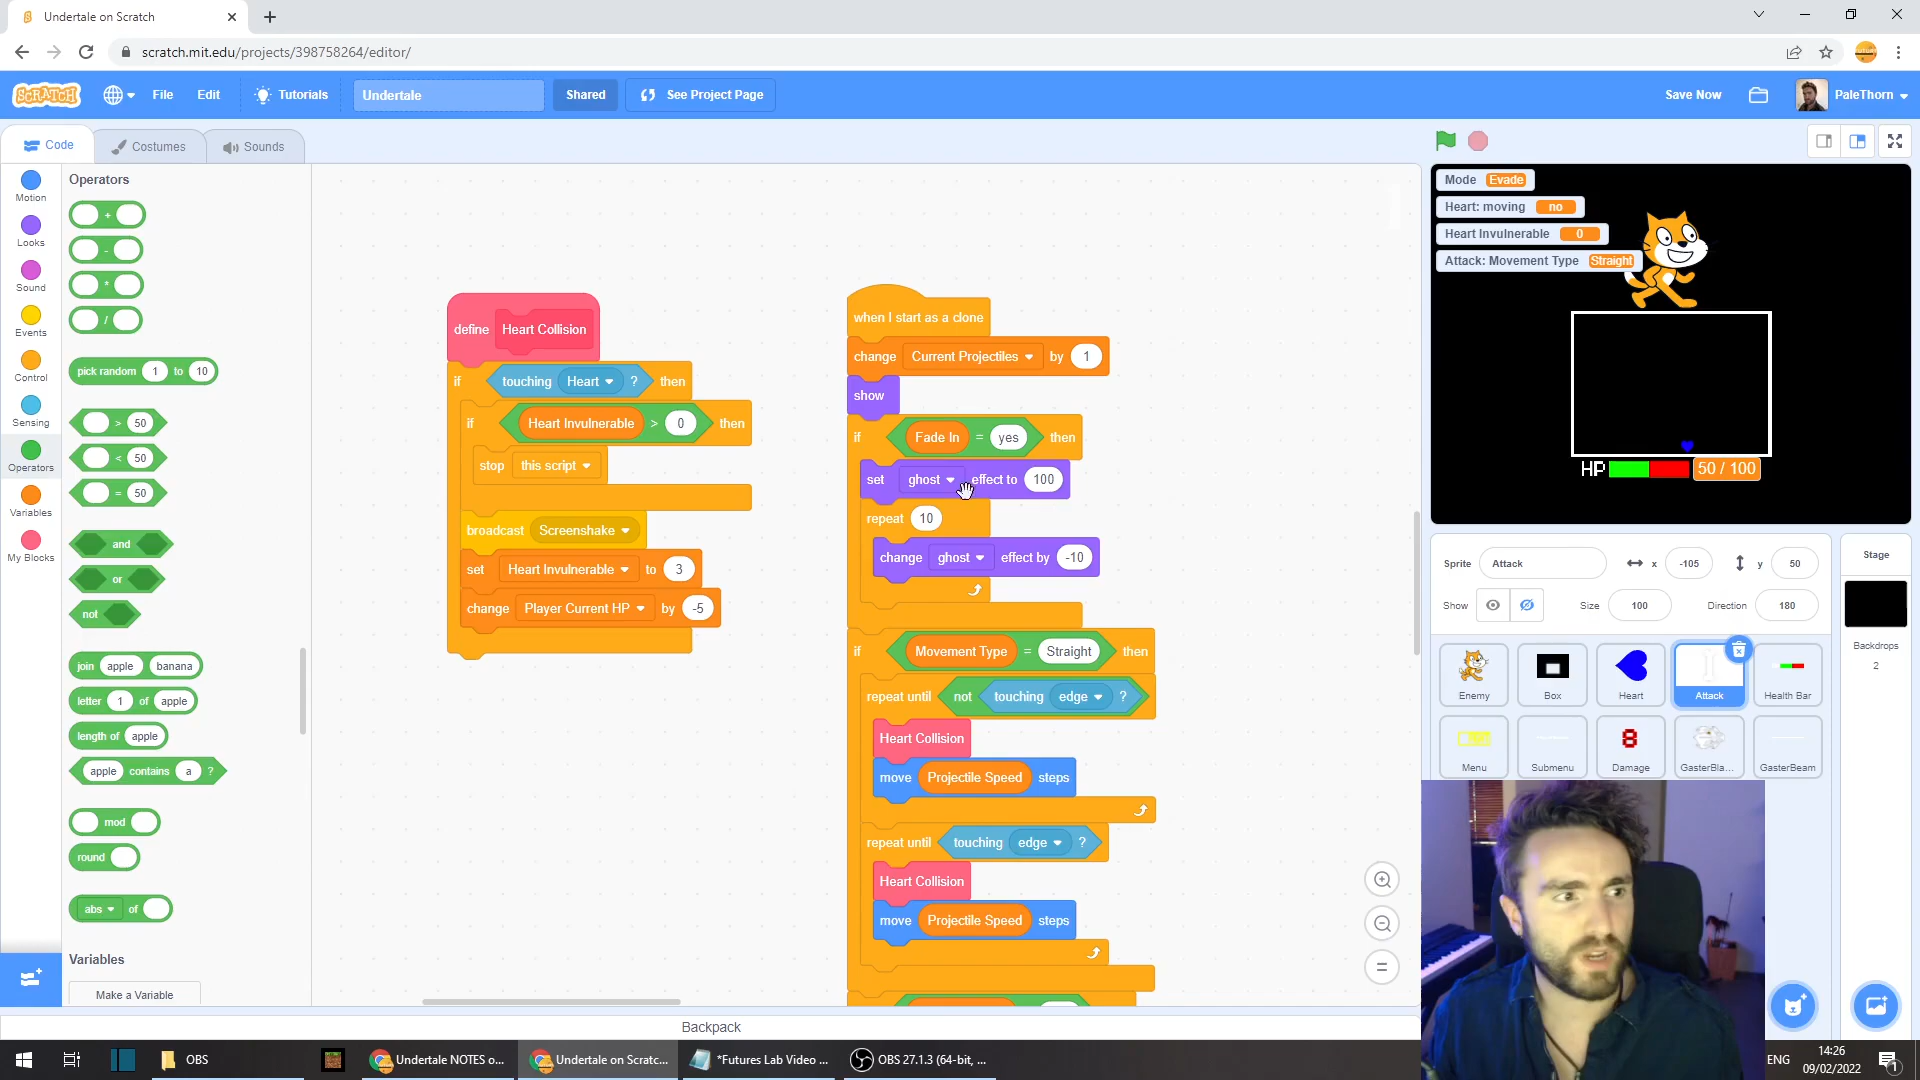 Undertale on Scratch
scratch.mit.edu/projects/398758264/editor/
SCRATCH
File
Edit
Tutorials
Undertale
Shared
See Project Page
Save Now
PaleThorn
Code
Costumes
Sounds
Motion
Looks
Sound
Events
Control
Sensing
Operators
Variables
My Blocks
Operators
+
-
*
/
pick random 1 to 10
> 50
< 50
= 50
and
or
not
join apple banana
letter 1 of apple
length of apple
apple contains a ?
mod
round
abs of
Variables
Make a Variable
define Heart Collision
if touching Heart ? then
if Heart Invulnerable > 0 then
stop this script
broadcast Screenshake
set Heart Invulnerable to 3
change Player Current HP by -5
when I start as a clone
change Current Projectiles by 1
show
if Fade In = yes then
set ghost effect to 100
repeat 10
change ghost effect by -10
if Movement Type = Straight then
repeat until not touching edge ?
Heart Collision
move Projectile Speed steps
repeat until touching edge ?
Heart Collision
move Projectile Speed steps
Mode Evade
Heart: moving no
Heart Invulnerable 0
Attack: Movement Type Straight
HP 50 / 100
Sprite Attack x -105 y 50
Show Size 100 Direction 180
Enemy
Box
Heart
Attack
Health Bar
Menu
Submenu
8
Damage
GasterBla...
GasterBeam
Stage
Backdrops
2
Backpack
OBS
Undertale NOTES o...
Undertale on Scratc...
*Futures Lab Video ...
OBS 27.1.3 (64-bit, ...
ENG
14:26
09/02/2022
1